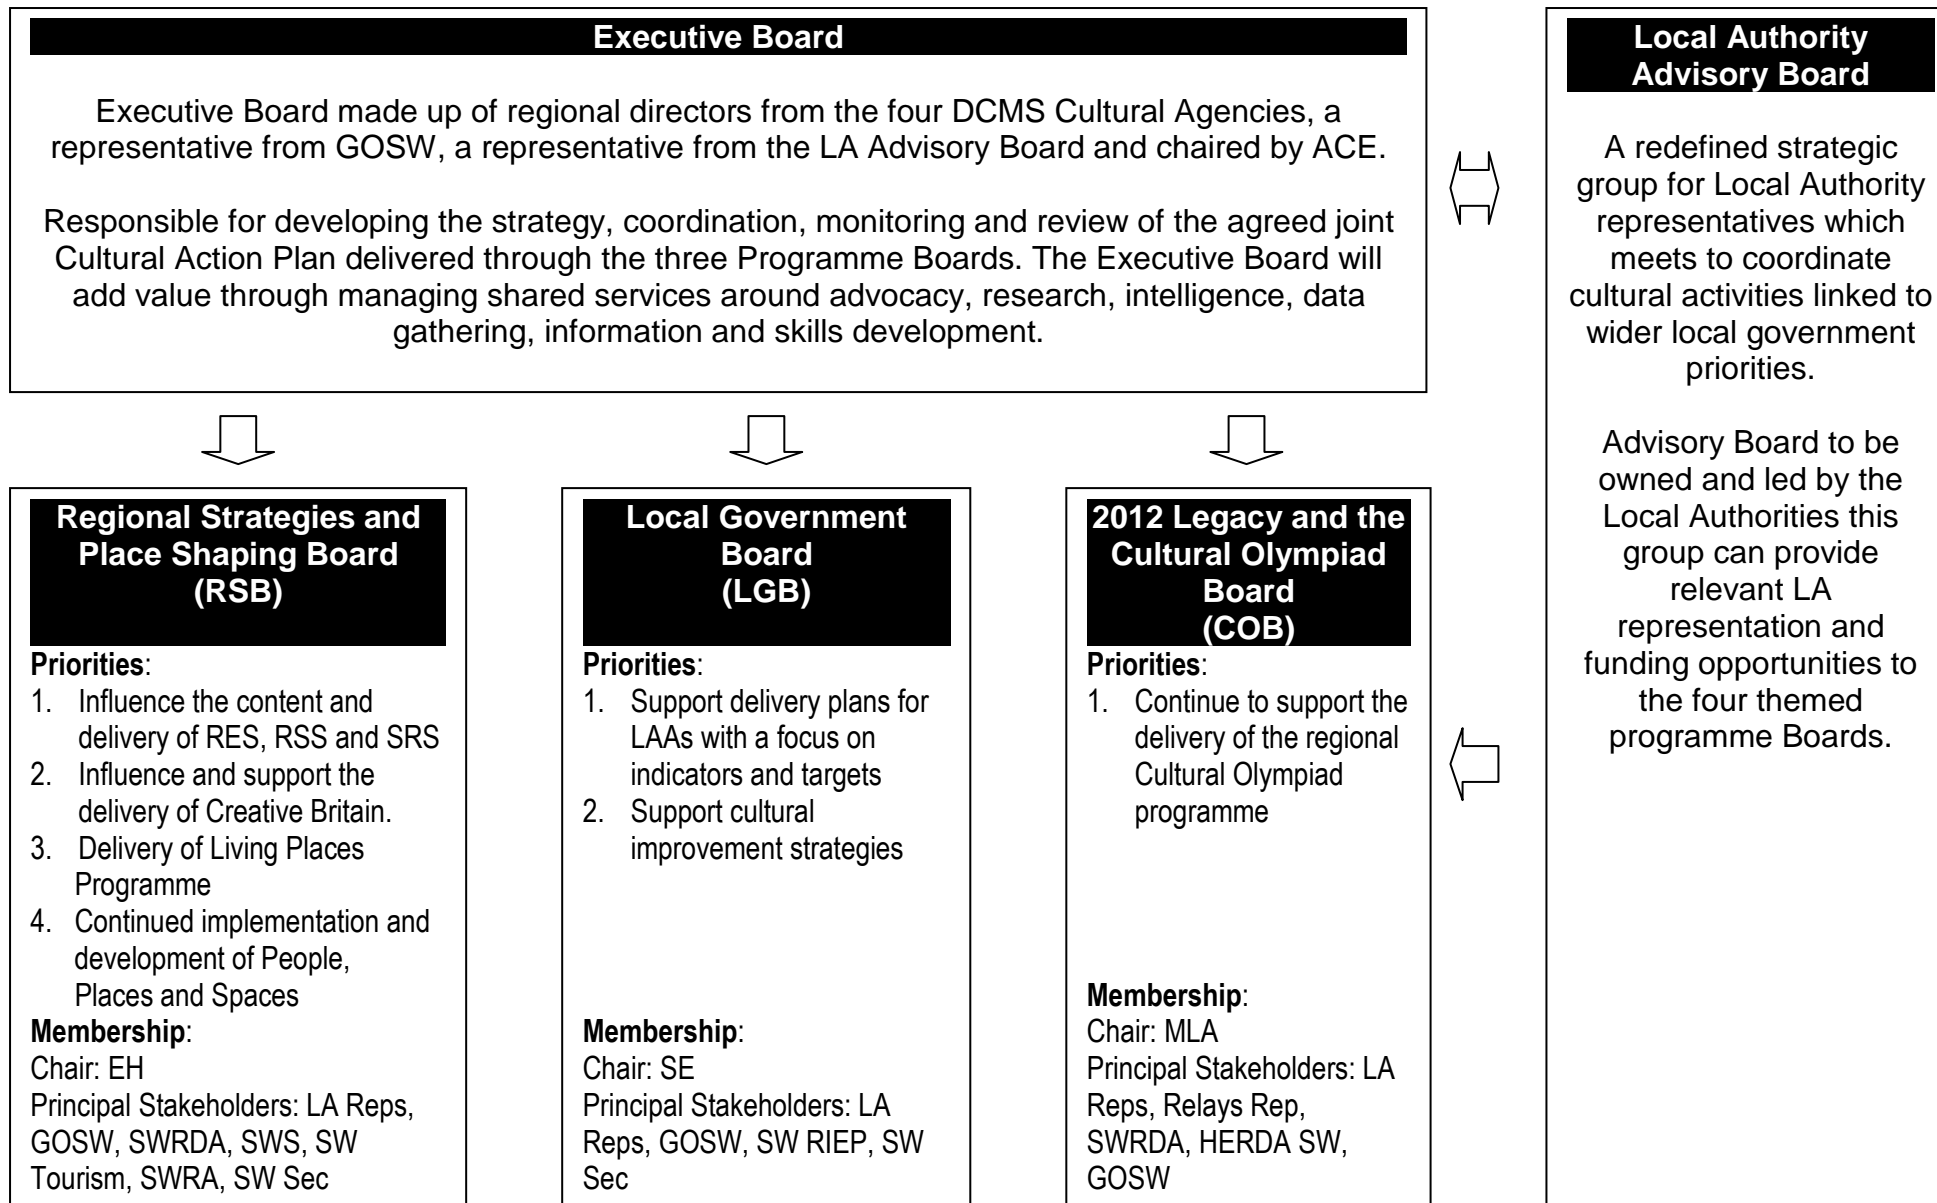 Executive Board
Executive Board made up of regional directors from the four DCMS Cultural Agencies, a
representative from GOSW, a representative from the LA Advisory Board and chaired by ACE.
Responsible for developing the strategy, coordination, monitoring and review of the agreed joint
Cultural Action Plan delivered through the three Programme Boards. The Executive Board will
add value through managing shared services around advocacy, research, intelligence, data
gathering, information and skills development.
Local Authority
Advisory Board
A redefined strategic
group for Local Authority
representatives which
meets to coordinate
cultural activities linked to
wider local government
priorities.
Advisory Board to be
owned and led by the
Local Authorities this
group can provide
relevant LA
representation and
funding opportunities to
the four themed
programme Boards.
Regional Strategies and
Place Shaping Board
(RSB)
Priorities:
1. Influence the content and
delivery of RES, RSS and SRS
2. Influence and support the
delivery of Creative Britain.
3. Delivery of Living Places
Programme
4. Continued implementation and
development of People,
Places and Spaces
Membership:
Chair: EH
Principal Stakeholders: LA Reps,
GOSW, SWRDA, SWS, SW
Tourism, SWRA, SW Sec
Local Government
Board
(LGB)
Priorities:
1. Support delivery plans for
LAAs with a focus on
indicators and targets
2. Support cultural
improvement strategies
Membership:
Chair: SE
Principal Stakeholders: LA
Reps, GOSW, SW RIEP, SW
Sec
2012 Legacy and the
Cultural Olympiad
Board
(COB)
Priorities:
1. Continue to support the
delivery of the regional
Cultural Olympiad
programme
Membership:
Chair: MLA
Principal Stakeholders: LA
Reps, Relays Rep,
SWRDA, HERDA SW,
GOSW